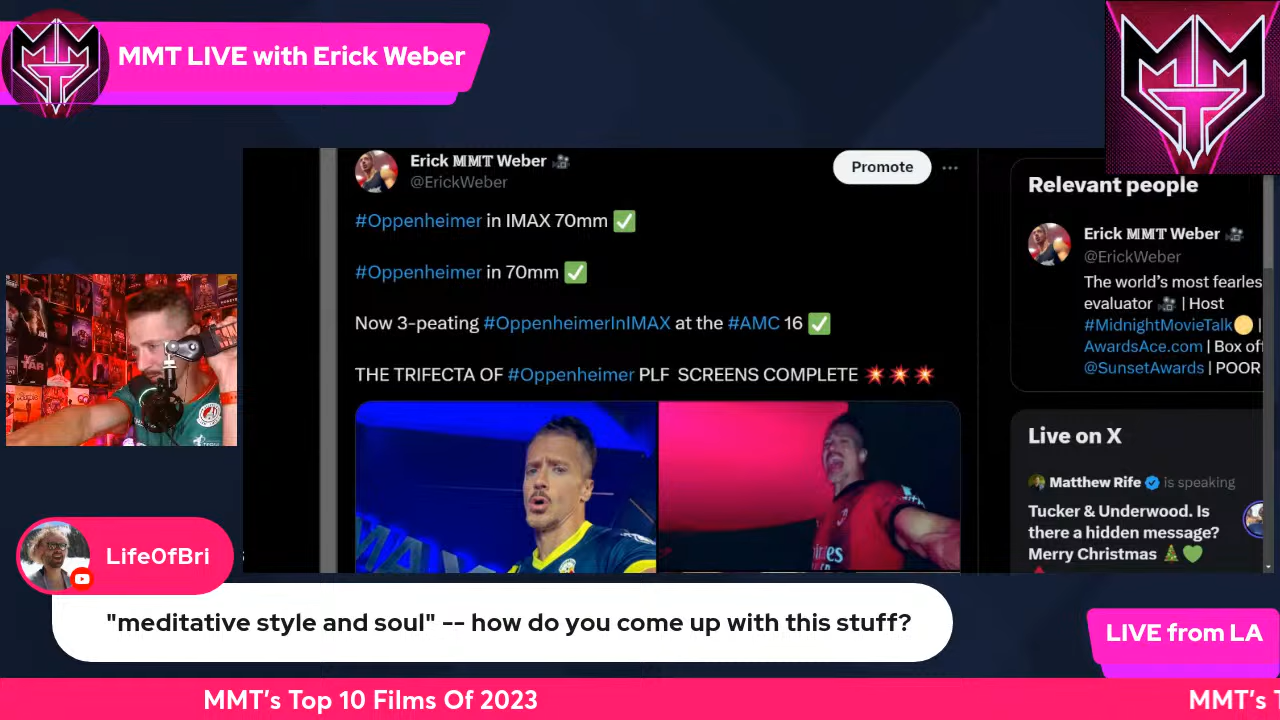 MMT LIVE with Erick Weber
Erick MMT Weber
@ErickWeber
Promote
#Oppenheimer in IMAX 70mm ✅
#Oppenheimer in 70mm ✅
Now 3-peating #OppenheimerInIMAX at the #AMC 16 ✅
THE TRIFECTA OF #Oppenheimer PLF SCREENS COMPLETE 💥💥💥
Relevant people
Erick MMT Weber
@ErickWeber
The world's most fearles
evaluator | Host
#MidnightMovieTalk |
AwardsAce.com | Box of
@SunsetAwards | POOR
Live on X
Matthew Rife is speaking
Tucker & Underwood. Is
there a hidden message?
Merry Christmas 🎄💚
LifeOfBri
"meditative style and soul" -- how do you come up with this stuff?
LIVE from LA
MMT's Top 10 Films Of 2023
MMT's